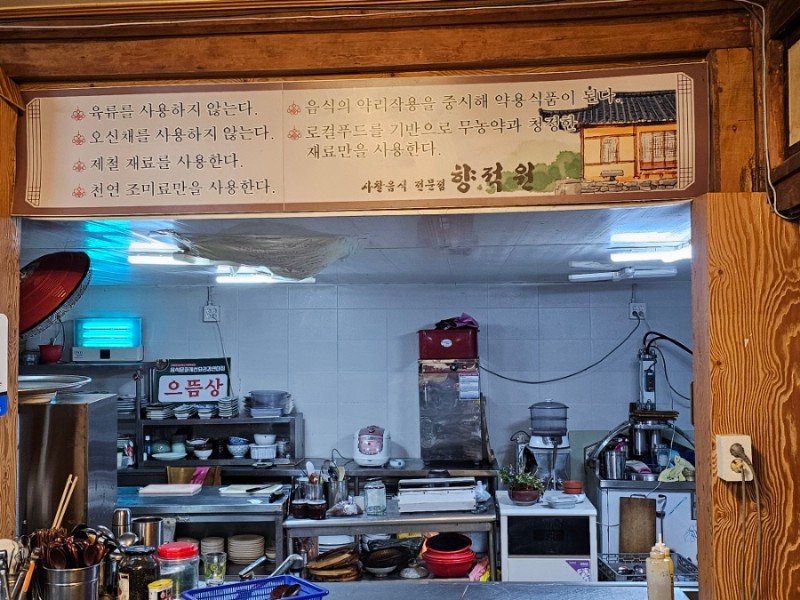 육류를 사용하지 않는다.
오신채를 사용하지 않는다.
제철 재료를 사용한다.
천연 조미료만을 사용한다.
음식의 약리작용을 중시해 약용식품이 된다.
로컬푸드를 기반으로 무농약과 청정한
재료만을 사용한다.
사찰음식 전문점 향적원
으뜸상